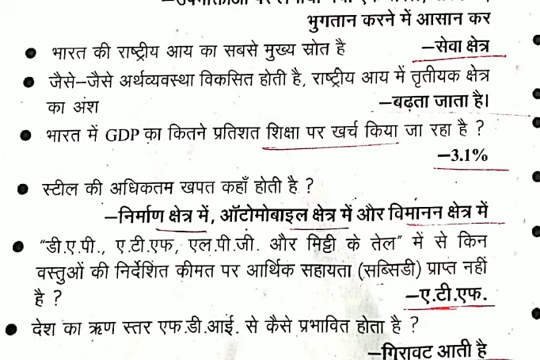 भुगतान करने में आसान कर
● भारत की राष्ट्रीय आय का सबसे मुख्य स्रोत है –सेवा क्षेत्र
● जैसे–जैसे अर्थव्यवस्था विकसित होती है, राष्ट्रीय आय में तृतीयक क्षेत्र
का अंश –बढ़ता जाता है।
● भारत में GDP का कितने प्रतिशत शिक्षा पर खर्च किया जा रहा है ?
–3.1%
● स्टील की अधिकतम खपत कहाँ होती है ?
–निर्माण क्षेत्र में, ऑटोमोबाइल क्षेत्र में और विमानन क्षेत्र में
● "डी.ए.पी., ए.टी.एफ, एल.पी.जी. और मिट्टी के तेल" में से किन
वस्तुओं की निर्देशित कीमत पर आर्थिक सहायता (सब्सिडी) प्राप्त नहीं
है ? –ए.टी.एफ.
● देश का ऋण स्तर एफ.डी.आई. से कैसे प्रभावित होता है ?
–गिरावट आती है